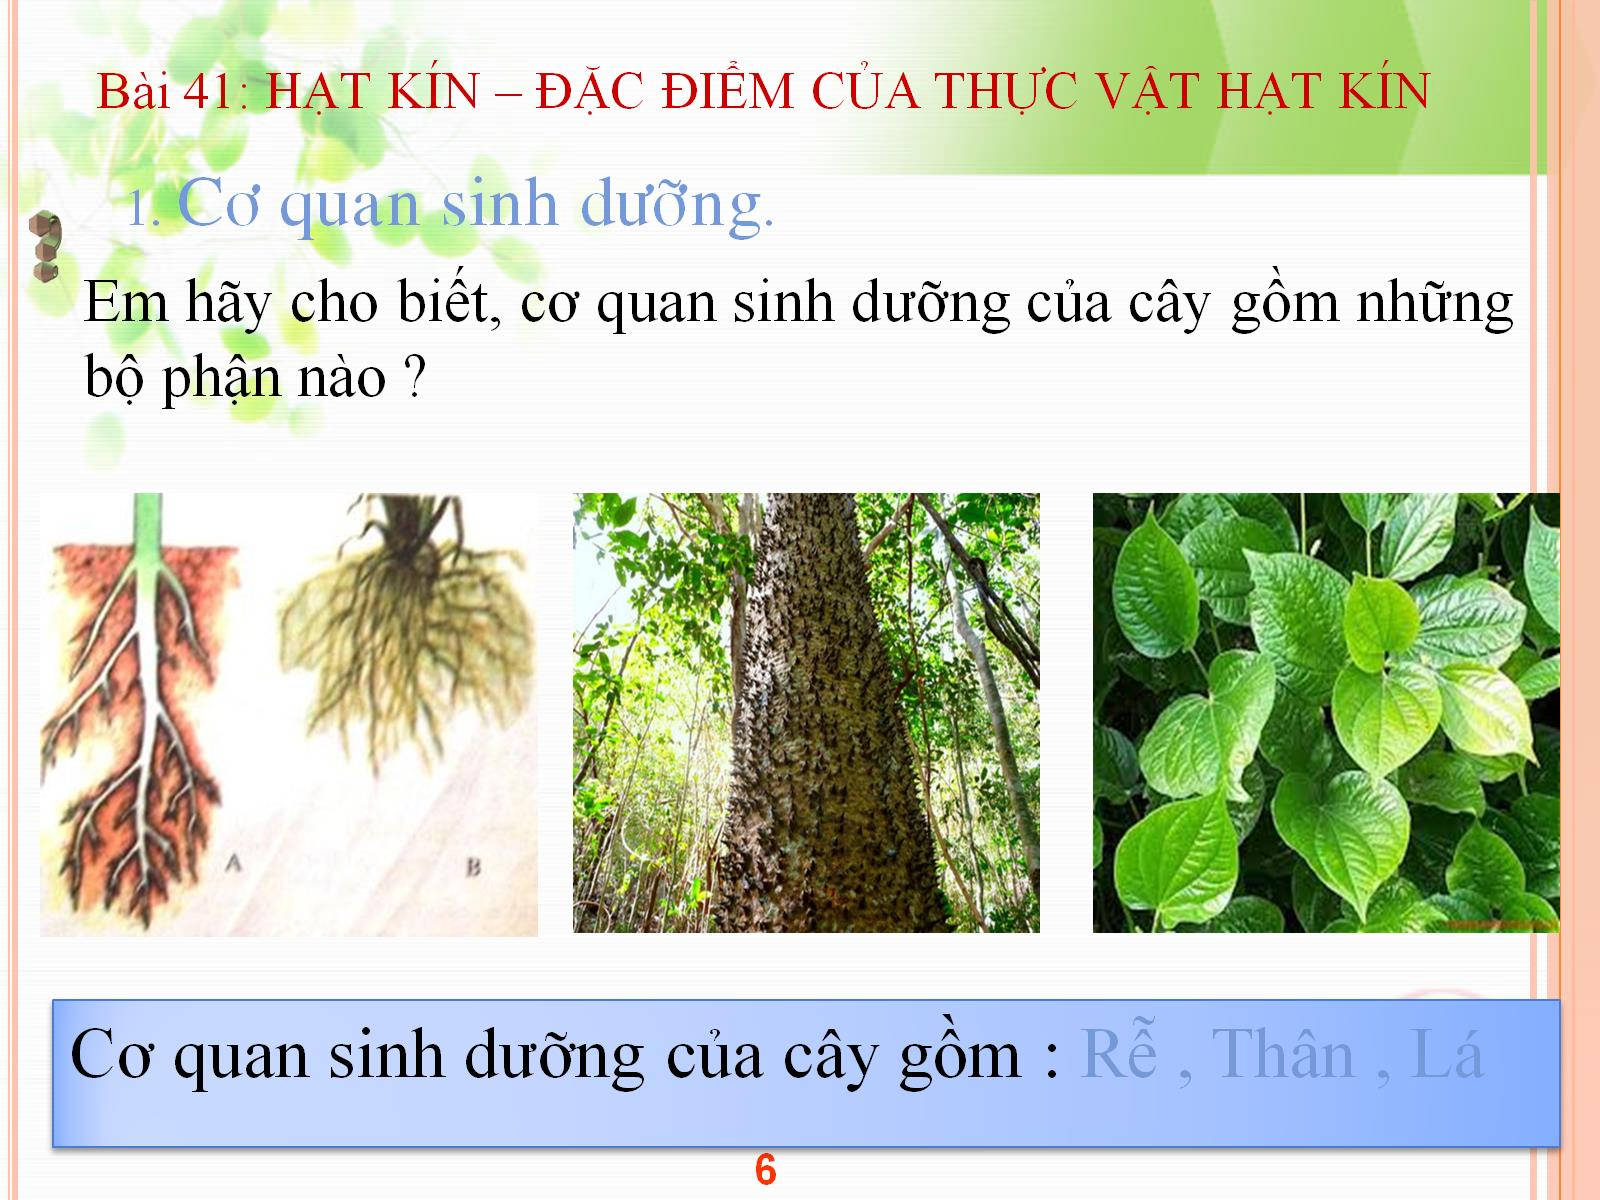 Bài 41: HẠT KÍN – ĐẶC ĐIỂM CỦA THỰC VẬT HẠT KÍN
1. Cơ quan sinh dưỡng.
Em hãy cho biết, cơ quan sinh dưỡng của cây gồm những
bộ phận nào ?
A
B
Cơ quan sinh dưỡng của cây gồm : Rễ , Thân , Lá
6